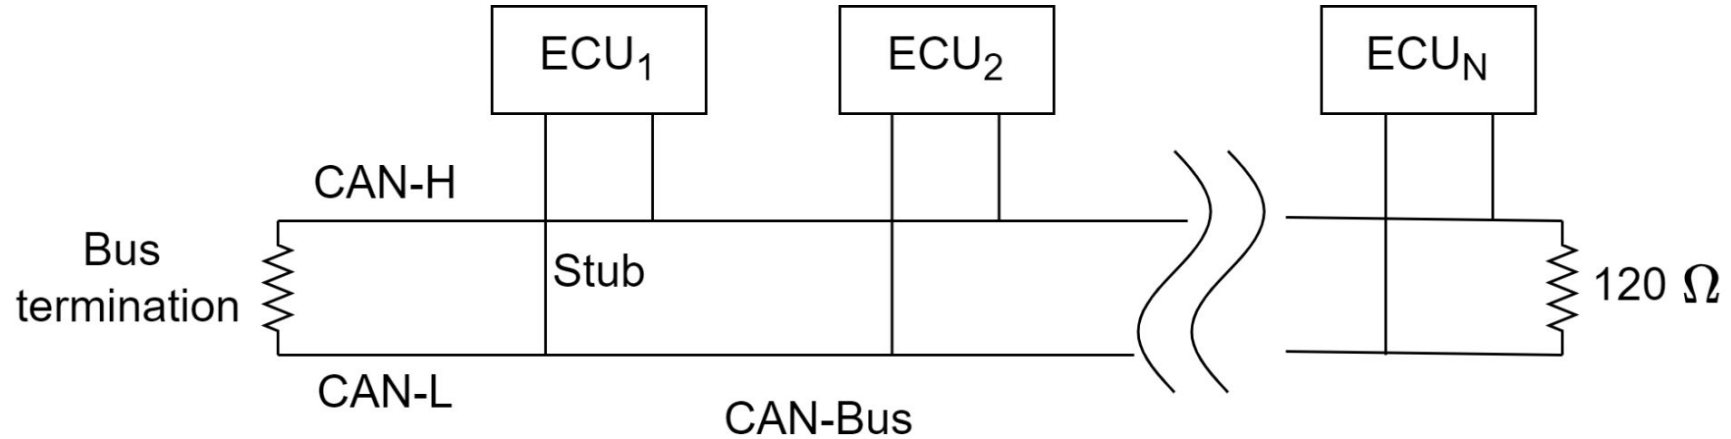 ECU1
ECU2
ECUN
CAN-H
Bus
termination
Stub
120 Ω
CAN-L
CAN-Bus